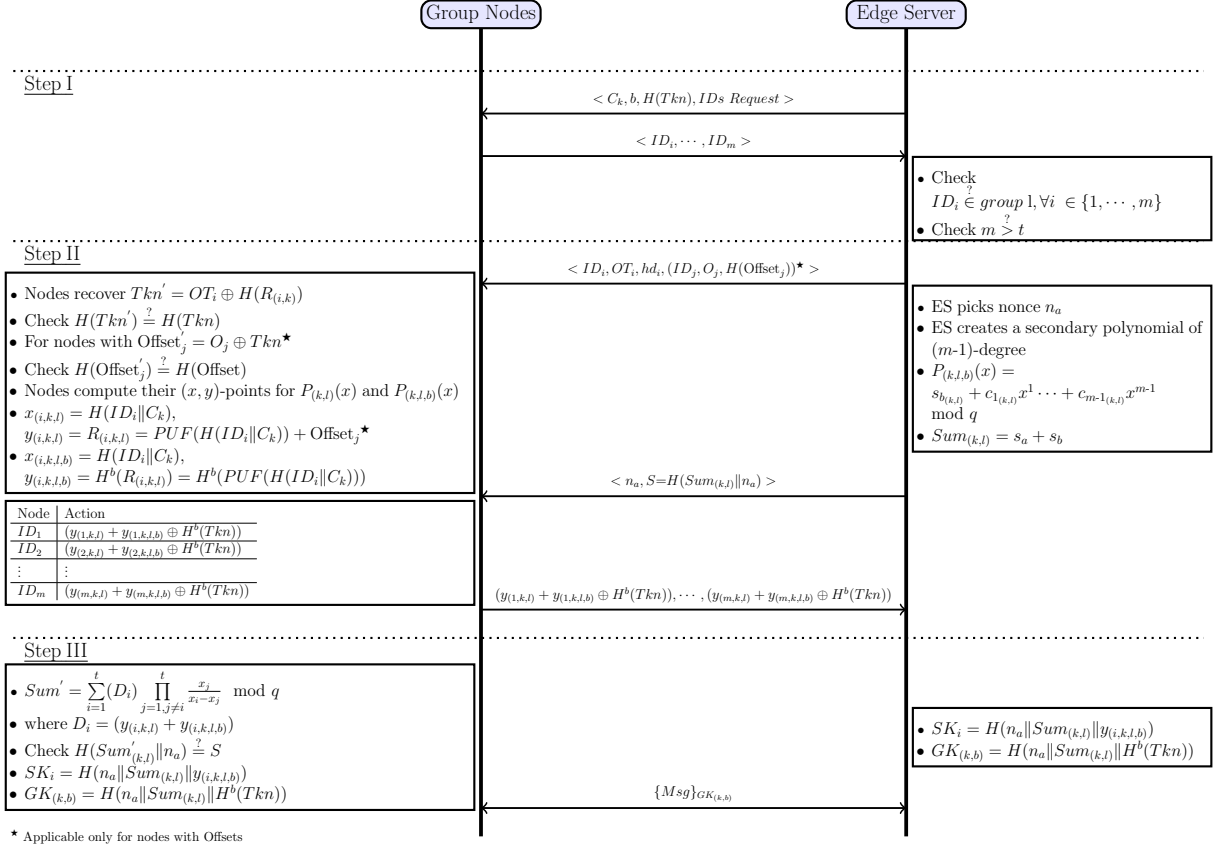 Group Nodes
Edge Server
Step I
< C_k, b, H(Tkn), IDs Request >
< ID_i, ⋯ , ID_m >
• Check
ID_i ∈? group l, ∀i ∈ {1, ⋯ , m}
• Check m >? t
Step II
< ID_i, OT_i, hd_i, (ID_j, O_j, H(Offset_j))★ >
• Nodes recover Tkn' = OT_i ⊕ H(R_(i,k))
• Check H(Tkn') =? H(Tkn)
• For nodes with Offset'_j = O_j ⊕ Tkn★
• Check H(Offset'_j) =? H(Offset)
• Nodes compute their (x, y)-points for P_(k,l)(x) and P_(k,l,b)(x)
• x_(i,k,l) = H(ID_i‖C_k),
y_(i,k,l) = R_(i,k,l) = PUF(H(ID_i‖C_k)) + Offset_j★
• x_(i,k,l,b) = H(ID_i‖C_k),
y_(i,k,l,b) = H^b(R_(i,k,l)) = H^b(PUF(H(ID_i‖C_k)))
• ES picks nonce n_a
• ES creates a secondary polynomial of
(m-1)-degree
• P_(k,l,b)(x) =
s_b_(k,l) + c_1_(k,l) x^1 ⋯ + c_m-1_(k,l) x^m-1
mod q
• Sum_(k,l) = s_a + s_b
< n_a, S=H(Sum_(k,l)‖n_a) >
Node Action
ID_1 (y_(1,k,l) + y_(1,k,l,b) ⊕ H^b(Tkn))
ID_2 (y_(2,k,l) + y_(2,k,l,b) ⊕ H^b(Tkn))
⋮ ⋮
ID_m (y_(m,k,l) + y_(m,k,l,b) ⊕ H^b(Tkn))
(y_(1,k,l) + y_(1,k,l,b) ⊕ H^b(Tkn)), ⋯ , (y_(m,k,l) + y_(m,k,l,b) ⊕ H^b(Tkn))
Step III
• Sum' = ∑_{i=1}^{t} (D_i) ∏_{j=1,j≠i}^{t} x_j/(x_i−x_j) mod q
• where D_i = (y_(i,k,l) + y_(i,k,l,b))
• Check H(Sum'_(k,l)‖n_a) =? S
• SK_i = H(n_a‖Sum_(k,l)‖y_(i,k,l,b))
• GK_(k,b) = H(n_a‖Sum_(k,l)‖H^b(Tkn))
• SK_i = H(n_a‖Sum_(k,l)‖y_(i,k,l,b))
• GK_(k,b) = H(n_a‖Sum_(k,l)‖H^b(Tkn))
{Msg}_GK_(k,b)
★ Applicable only for nodes with Offsets